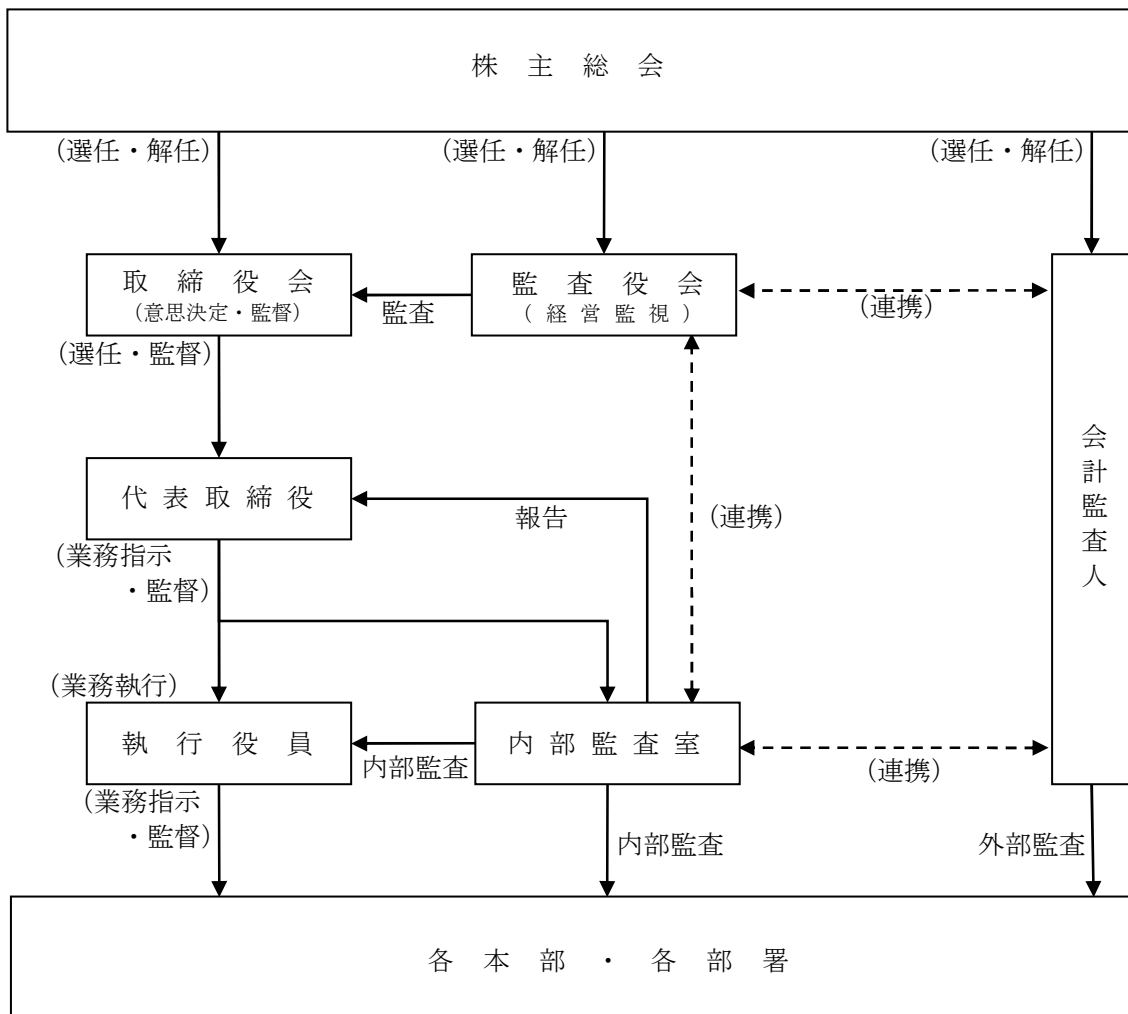 株主総会
(選任・解任)
(選任・解任)
(選任・解任)
取締役会
(意思決定・監督)
監査
監査役会
(経営監視)
(連携)
(選任・監督)
会計監査人
代表取締役
報告
(連携)
(業務指示
・監督)
(業務執行)
執行役員
内部監査
内部監査室
(連携)
(業務指示
・監督)
内部監査
外部監査
各本部・各部署